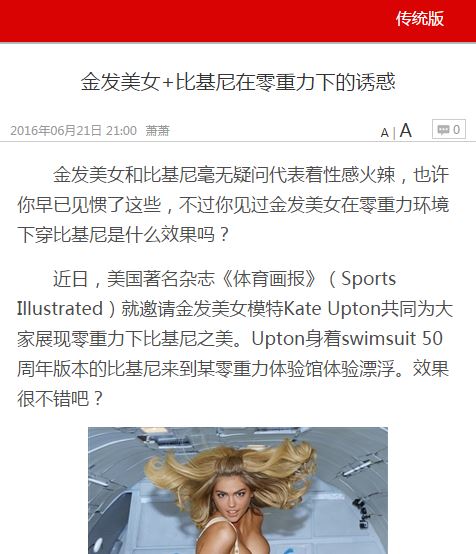 传统版
金发美女+比基尼在零重力下的诱惑
2016年06月21日 21:00 萧萧 A | A 0
金发美女和比基尼毫无疑问代表着性感火辣，也许
你早已见惯了这些，不过你见过金发美女在零重力环境
下穿比基尼是什么效果吗？
近日，美国著名杂志《体育画报》（Sports
Illustrated）就邀请金发美女模特Kate Upton共同为大
家展现零重力下比基尼之美。Upton身着swimsuit 50
周年版本的比基尼来到某零重力体验馆体验漂浮。效果
很不错吧？